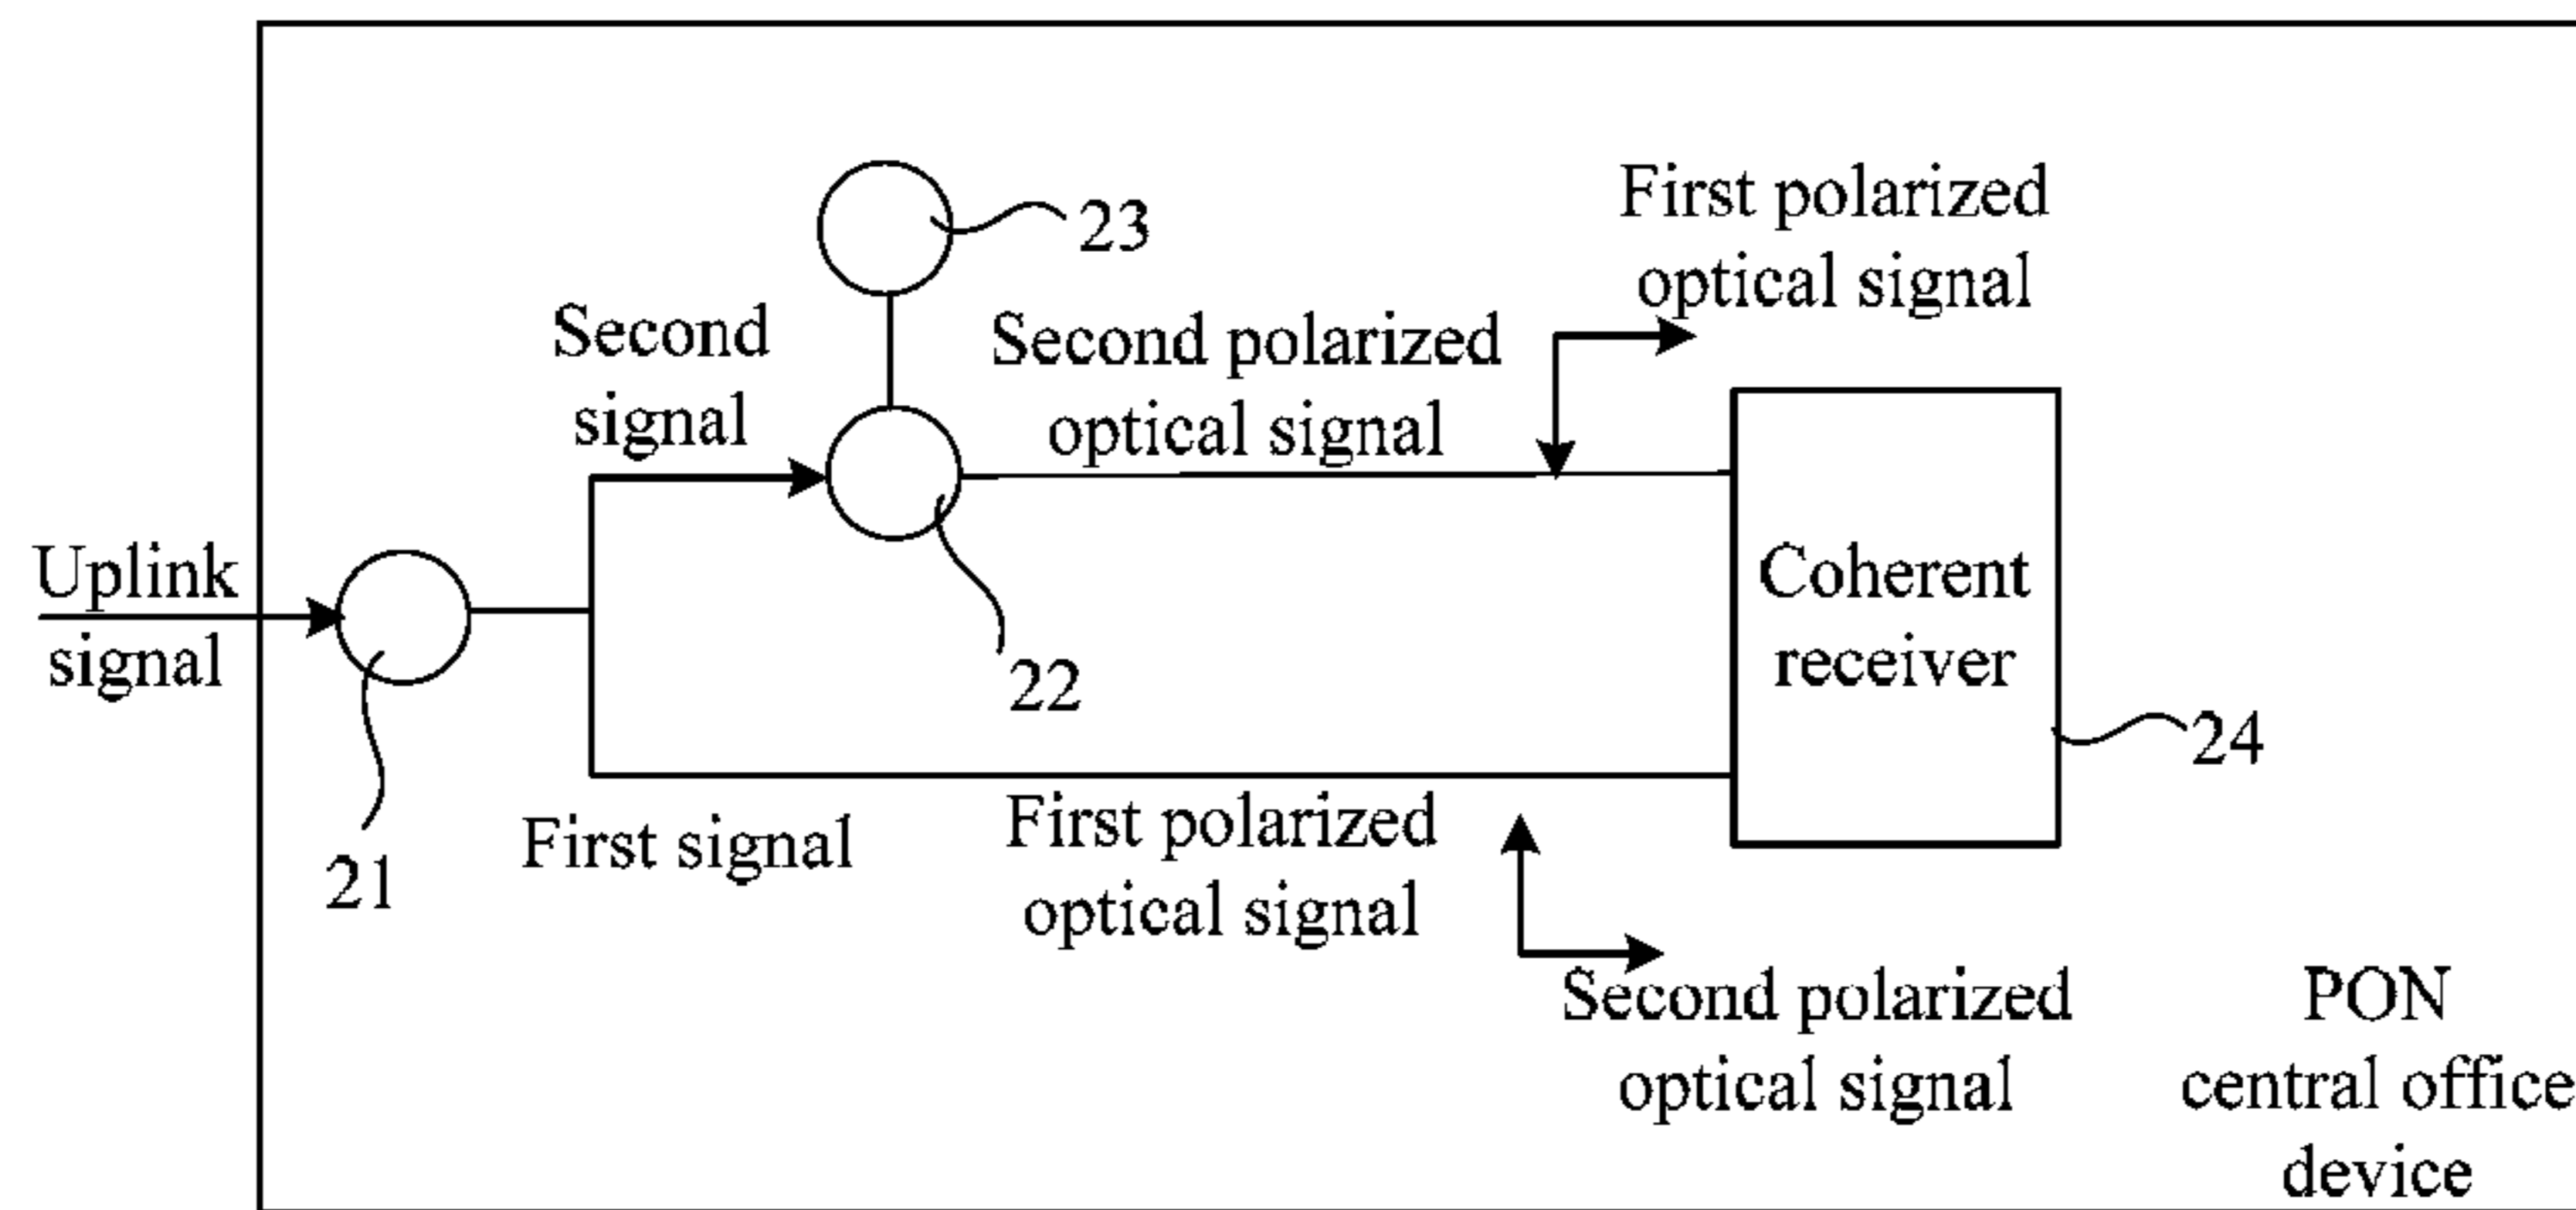 First polarized
optical signal
23
Second
signal
Second polarized
optical signal
Uplink
signal
Coherent
receiver
22
24
21
First signal
First polarized
optical signal
Second polarized
optical signal
PON
central office
device